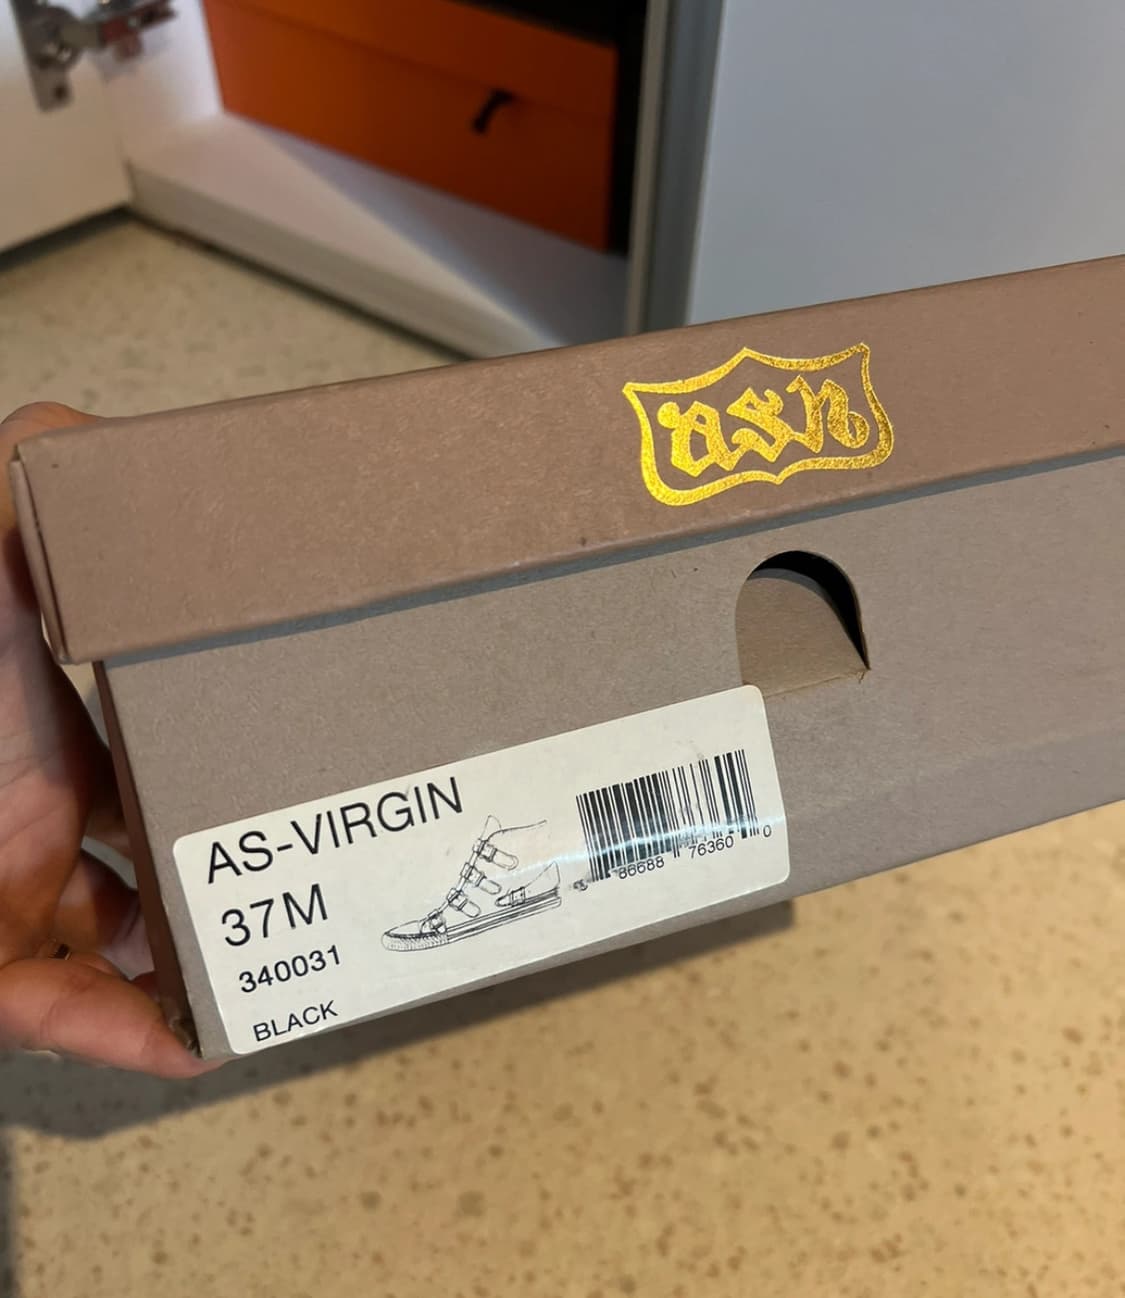 ash
AS-VIRGIN
37M
340031
BLACK
86688 76360 0